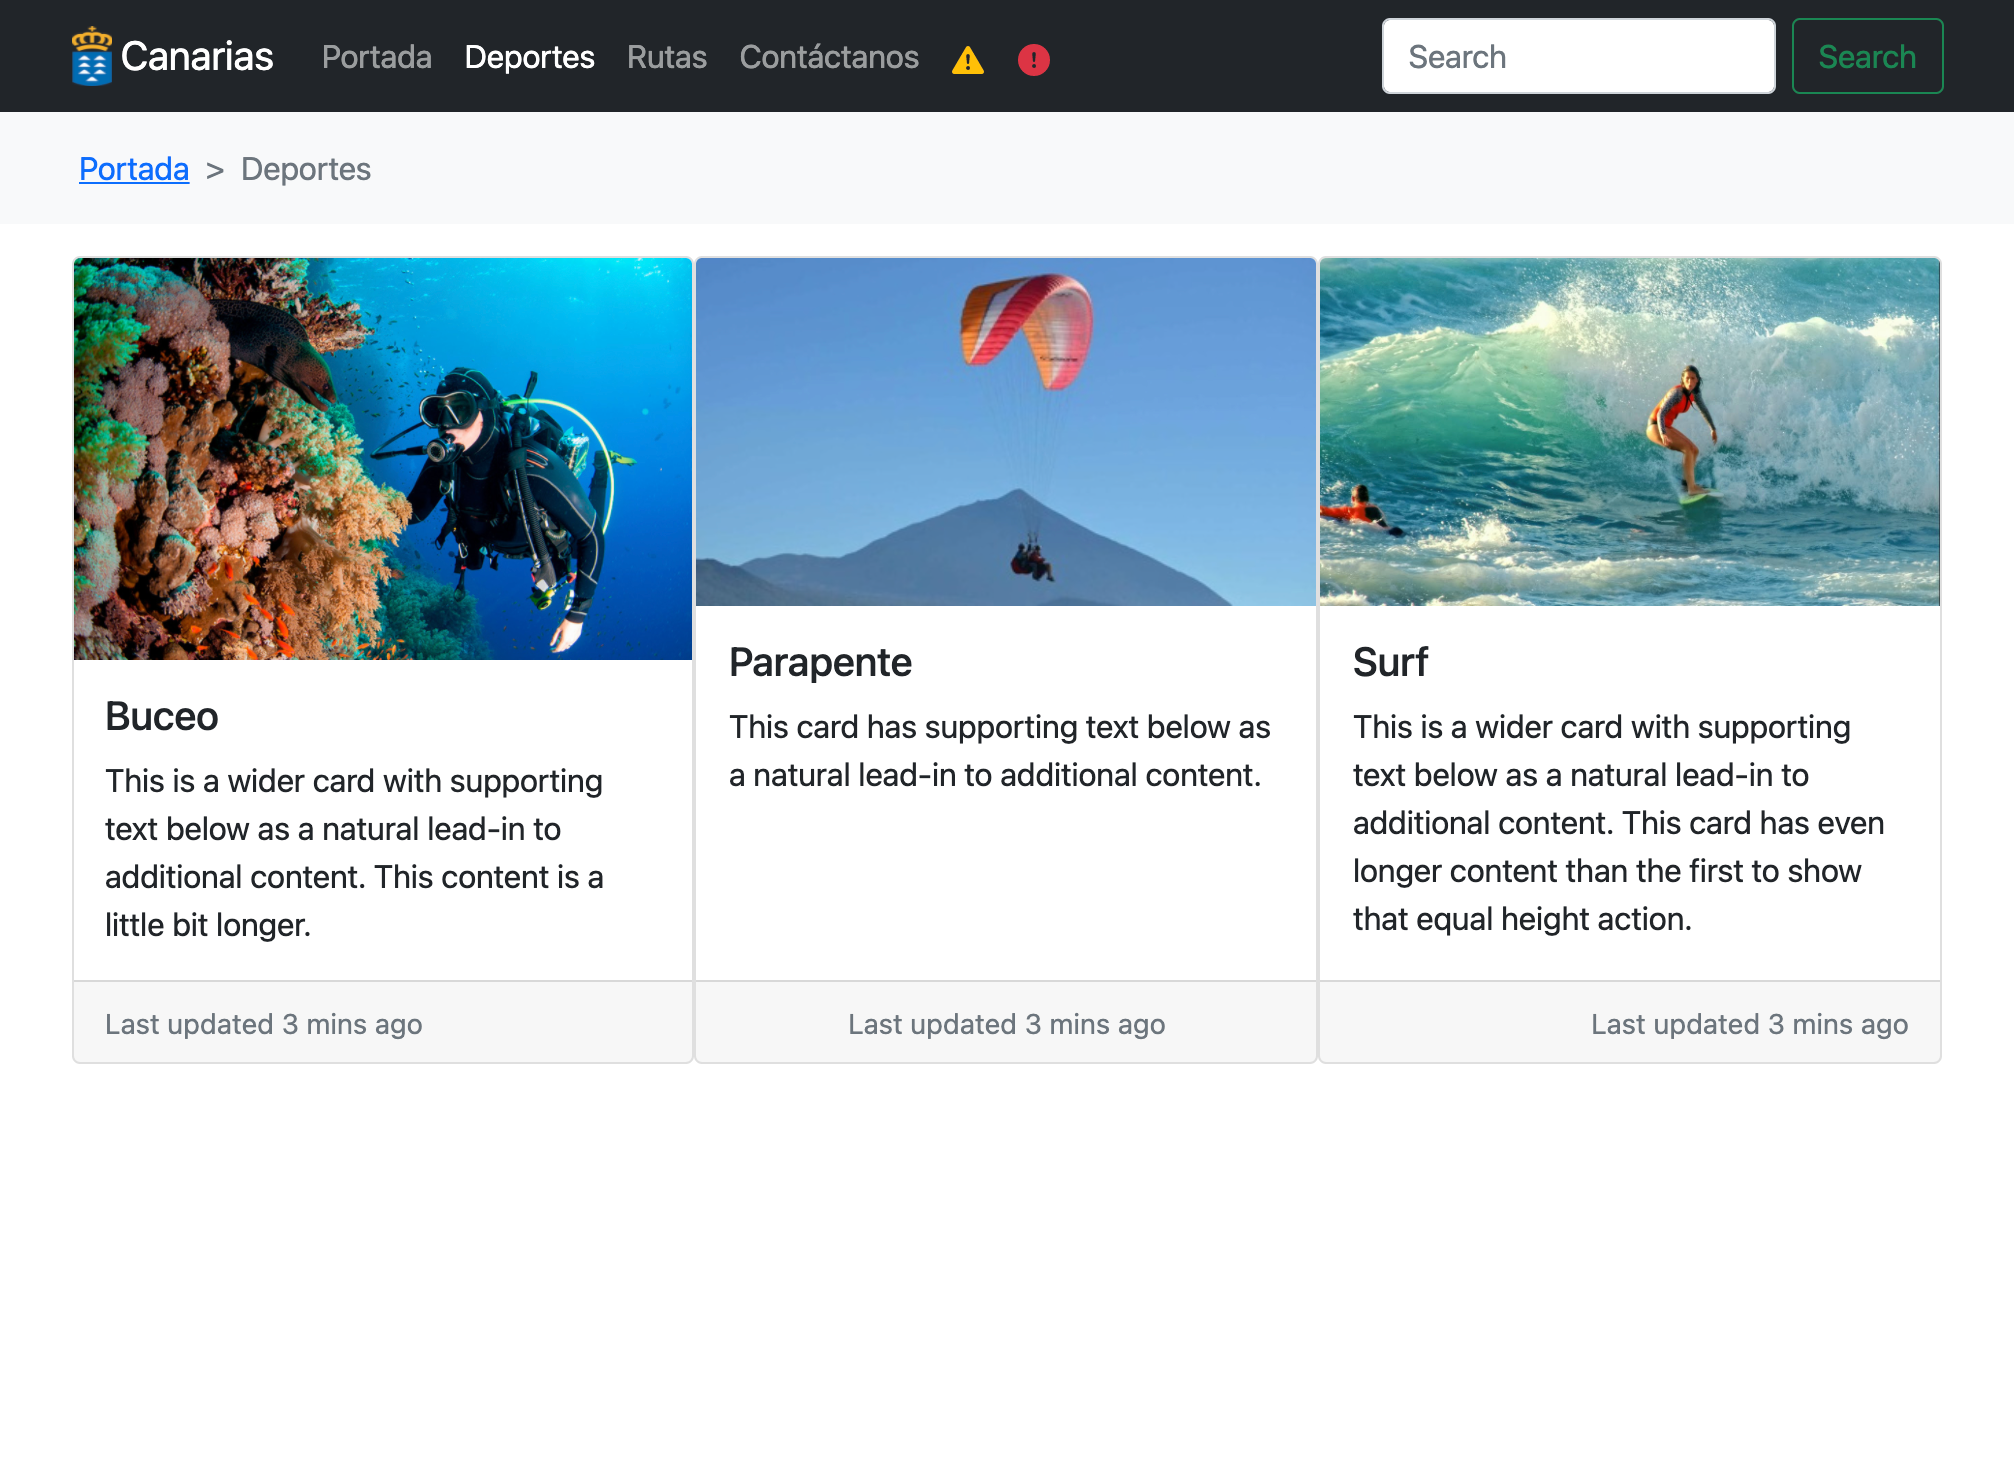 Canarias Portada Deportes Rutas Contáctanos Search Search
Portada > Deportes
Buceo
This is a wider card with supporting
text below as a natural lead-in to
additional content. This content is a
little bit longer.
Last updated 3 mins ago
Parapente
This card has supporting text below as
a natural lead-in to additional content.
Last updated 3 mins ago
Surf
This is a wider card with supporting
text below as a natural lead-in to
additional content. This card has even
longer content than the first to show
that equal height action.
Last updated 3 mins ago